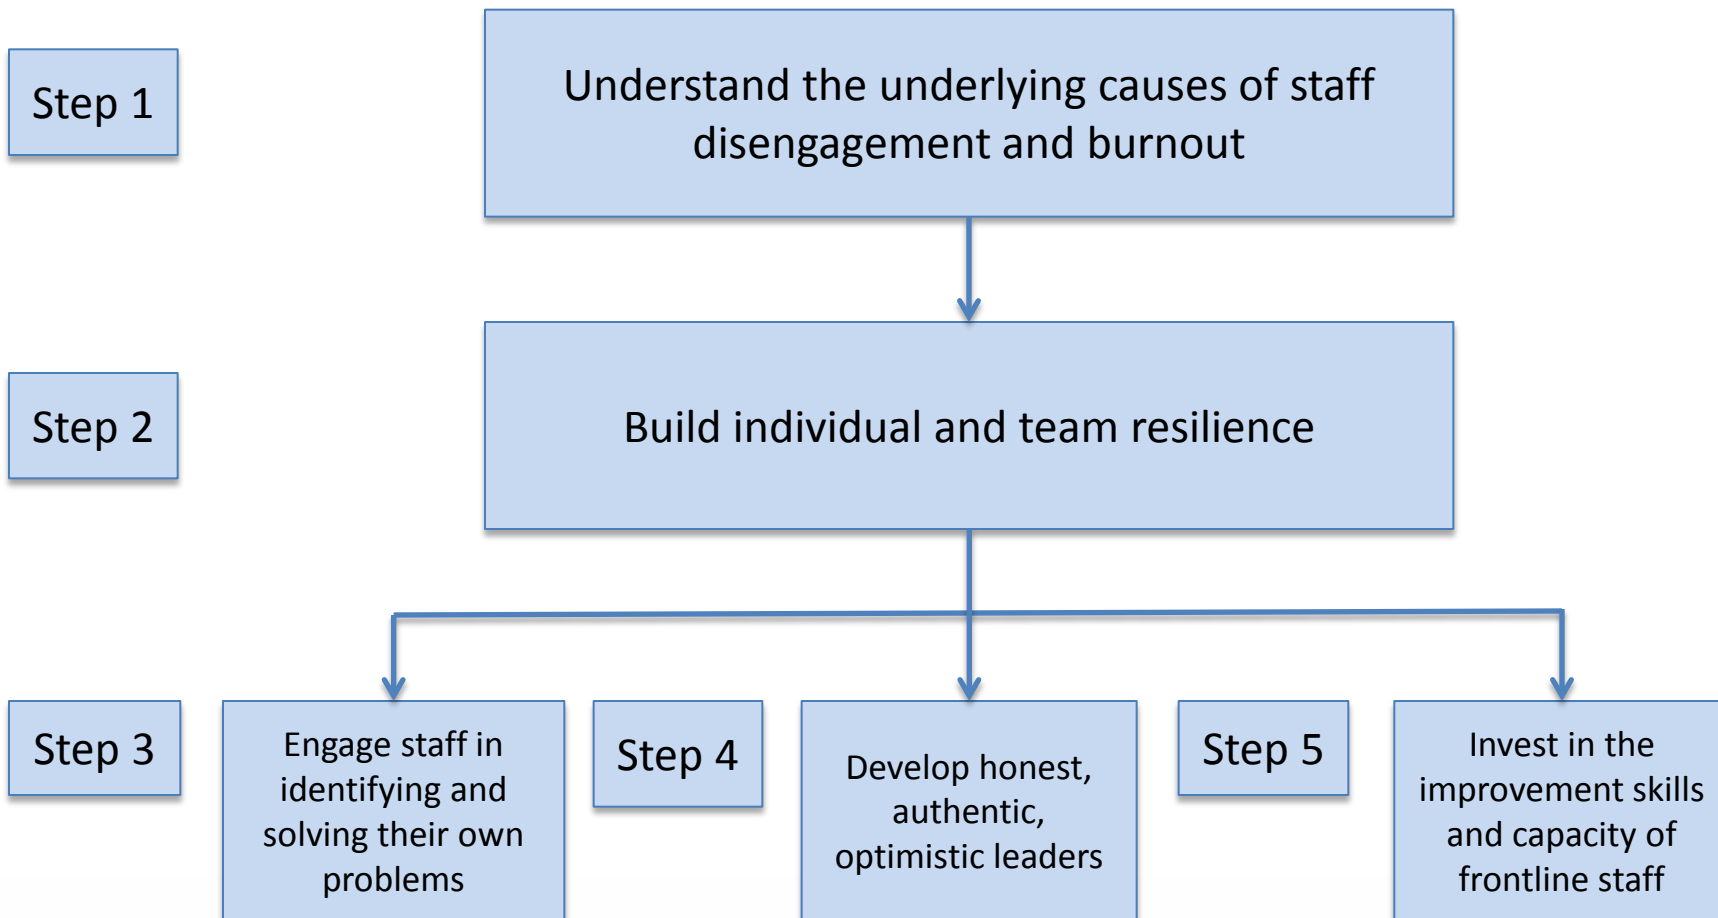 Step 1
Understand the underlying causes of staff
disengagement and burnout
Step 2
Build individual and team resilience
Step 3
Engage staff in
identifying and
solving their own
problems
Step 4
Develop honest,
authentic,
optimistic leaders
Step 5
Invest in the
improvement skills
and capacity of
frontline staff